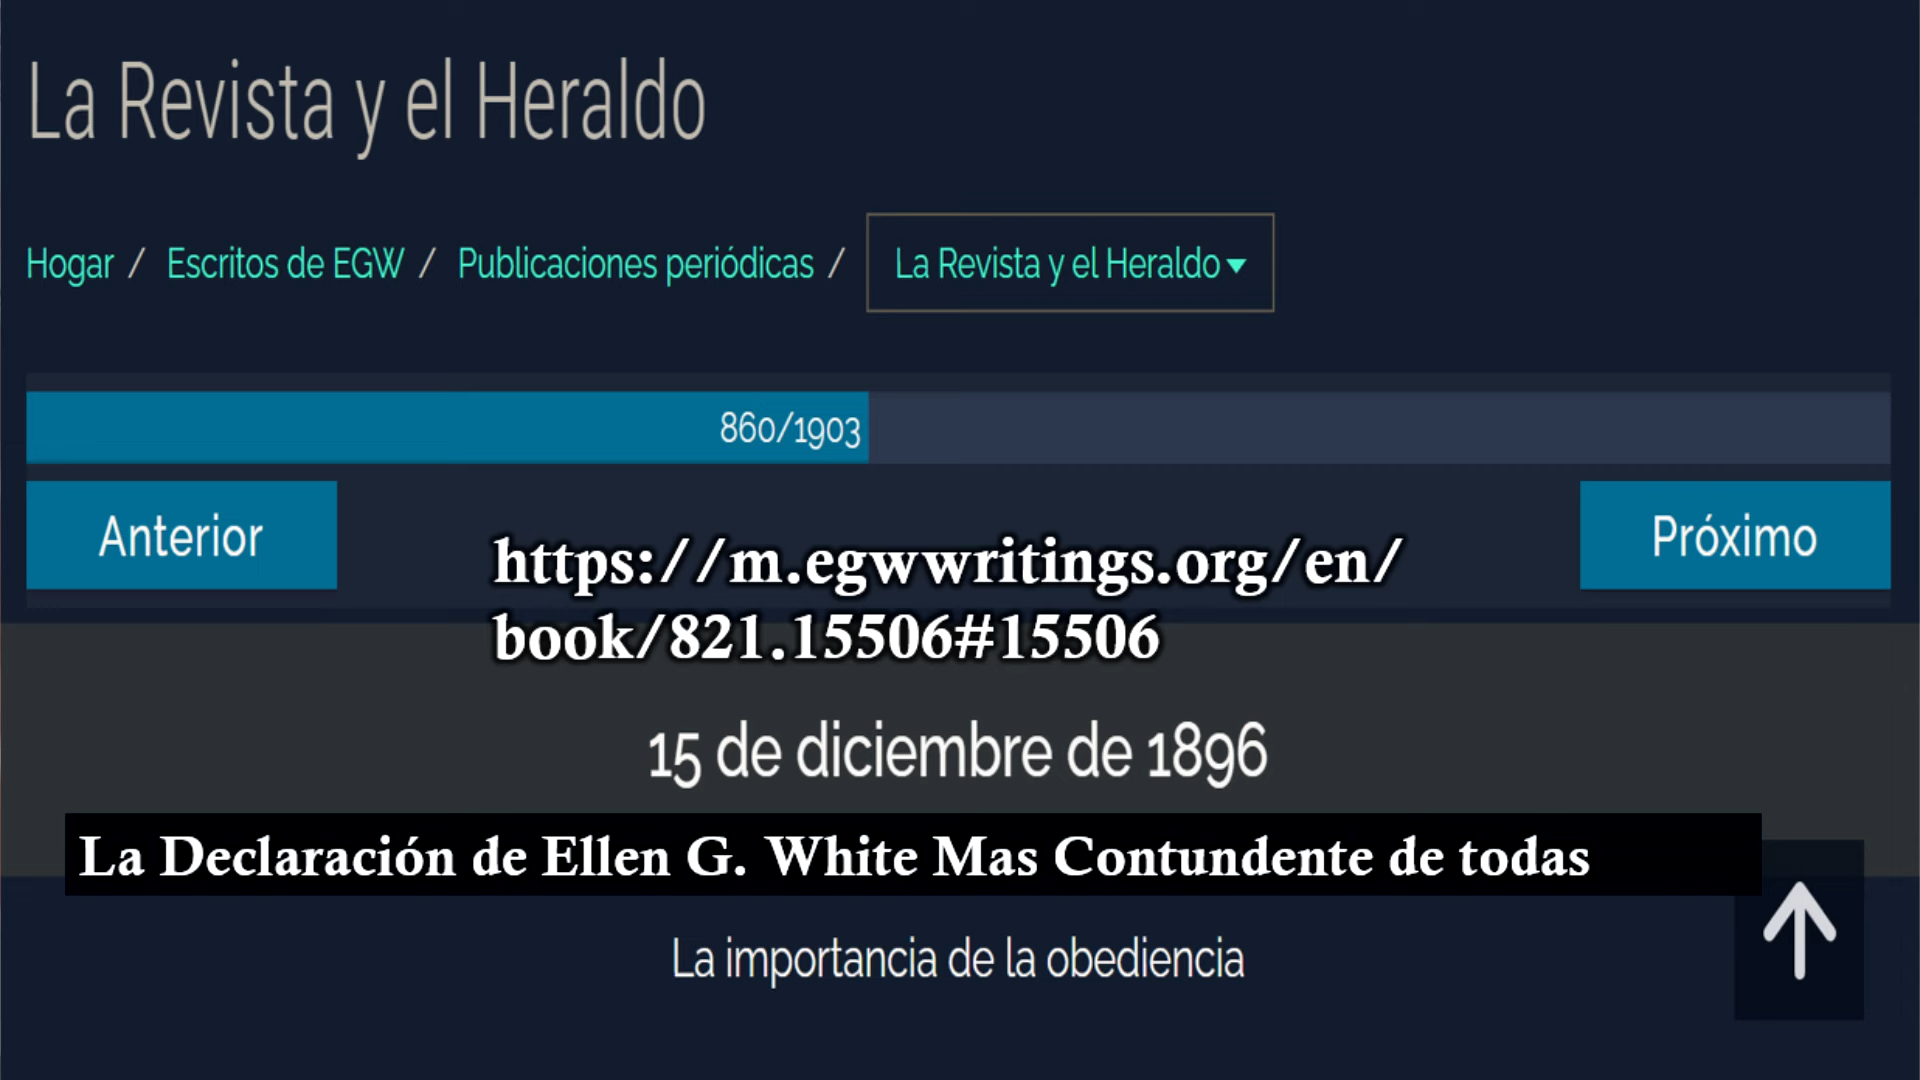 La Revista y el Heraldo
Hogar / Escritos de EGW / Publicaciones periódicas / La Revista y el Heraldo
860/1903
Anterior
Próximo
https://m.egwwritings.org/en/
book/821.15506#15506
15 de diciembre de 1896
La Declaración de Ellen G. White Mas Contundente de todas
La importancia de la obediencia